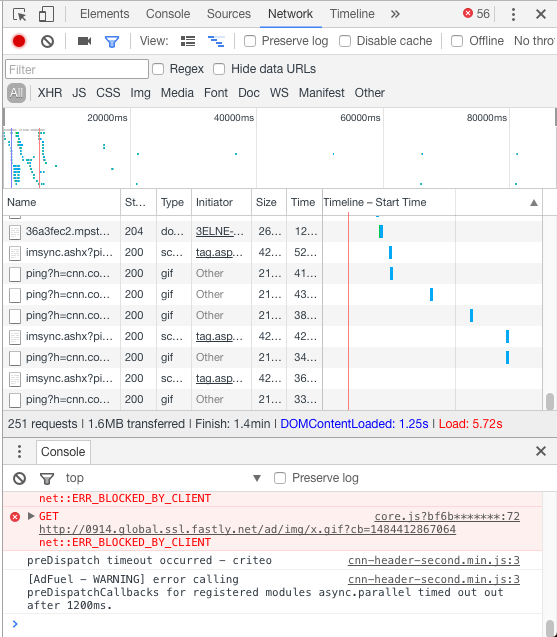 Elements Console Sources Network Timeline » 56
View: Preserve log Disable cache Offline No thro
Filter Regex Hide data URLs
All XHR JS CSS Img Media Font Doc WS Manifest Other
20000ms 40000ms 60000ms 80000ms
Name St... Type Initiator Size Time Timeline – Start Time
36a3fec2.mpst... 204 do... 3ELNE-... 26... 12...
imsync.ashx?pi... 200 sc... tag.asp... 42... 52...
ping?h=cnn.co... 200 gif Other 21... 41...
ping?h=cnn.co... 200 gif Other 21... 43...
ping?h=cnn.co... 200 gif Other 21... 38...
imsync.ashx?pi... 200 sc... tag.asp... 42... 42...
ping?h=cnn.co... 200 gif Other 21... 34...
imsync.ashx?pi... 200 sc... tag.asp... 42... 36...
ping?h=cnn.co... 200 gif Other 21... 33...
251 requests | 1.6MB transferred | Finish: 1.4min | DOMContentLoaded: 1.25s | Load: 5.72s
Console
top Preserve log
net::ERR_BLOCKED_BY_CLIENT
GET core.js?bf6b*******:72
http://0914.global.ssl.fastly.net/ad/img/x.gif?cb=1484412867064
net::ERR_BLOCKED_BY_CLIENT
preDispatch timeout occurred - criteo cnn-header-second.min.js:3
[AdFuel - WARNING] error calling cnn-header-second.min.js:3
preDispatchCallbacks for registered modules async.parallel timed out out
after 1200ms.